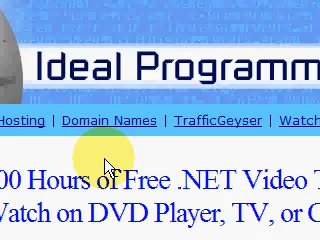 Ideal Programm
Hosting | Domain Names | TrafficGeyser | Watch
00 Hours of Free .NET Video T
Watch on DVD Player, TV, or C